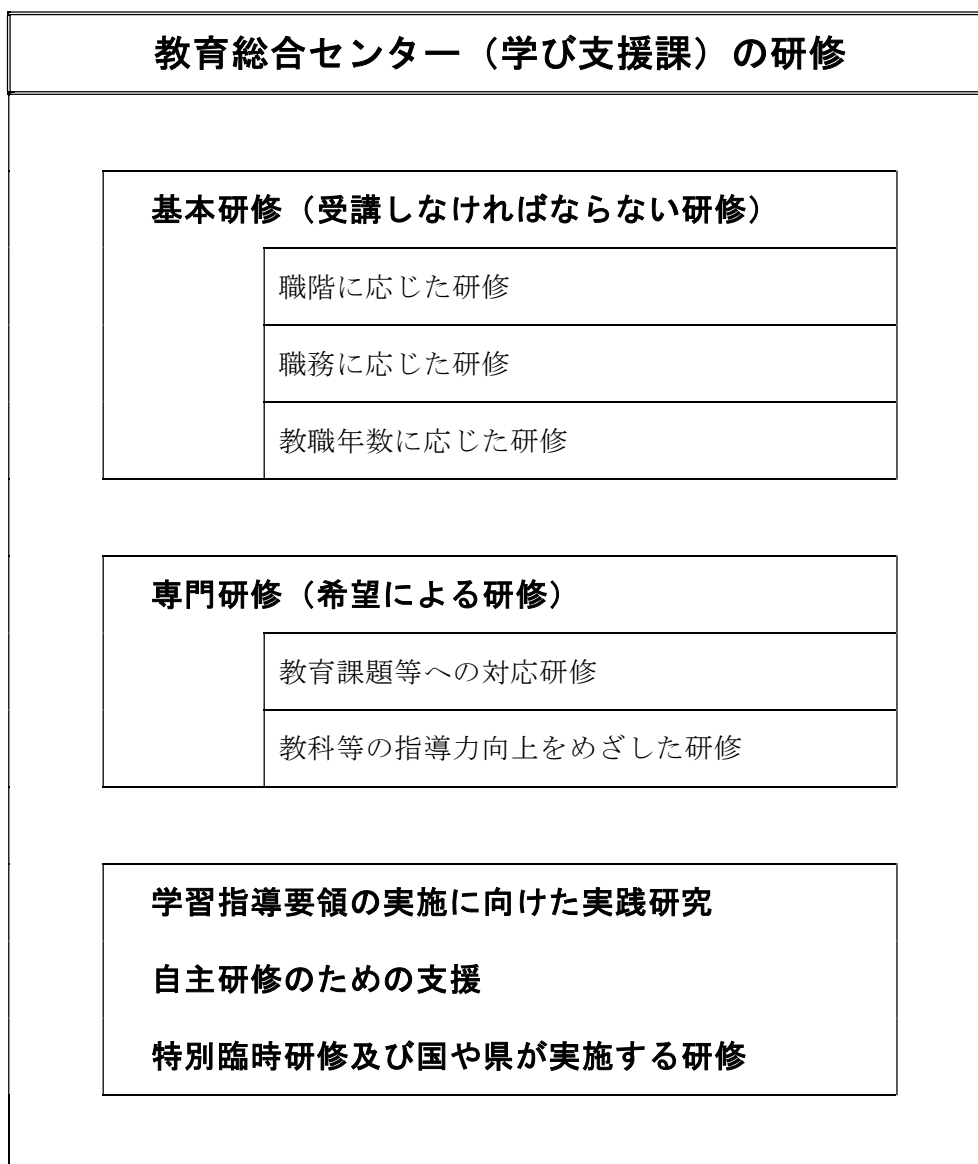 教育総合センター（学び支援課）の研修
基本研修（受講しなければならない研修）
職階に応じた研修
職務に応じた研修
教職年数に応じた研修
専門研修（希望による研修）
教育課題等への対応研修
教科等の指導力向上をめざした研修
学習指導要領の実施に向けた実践研究
自主研修のための支援
特別臨時研修及び国や県が実施する研修